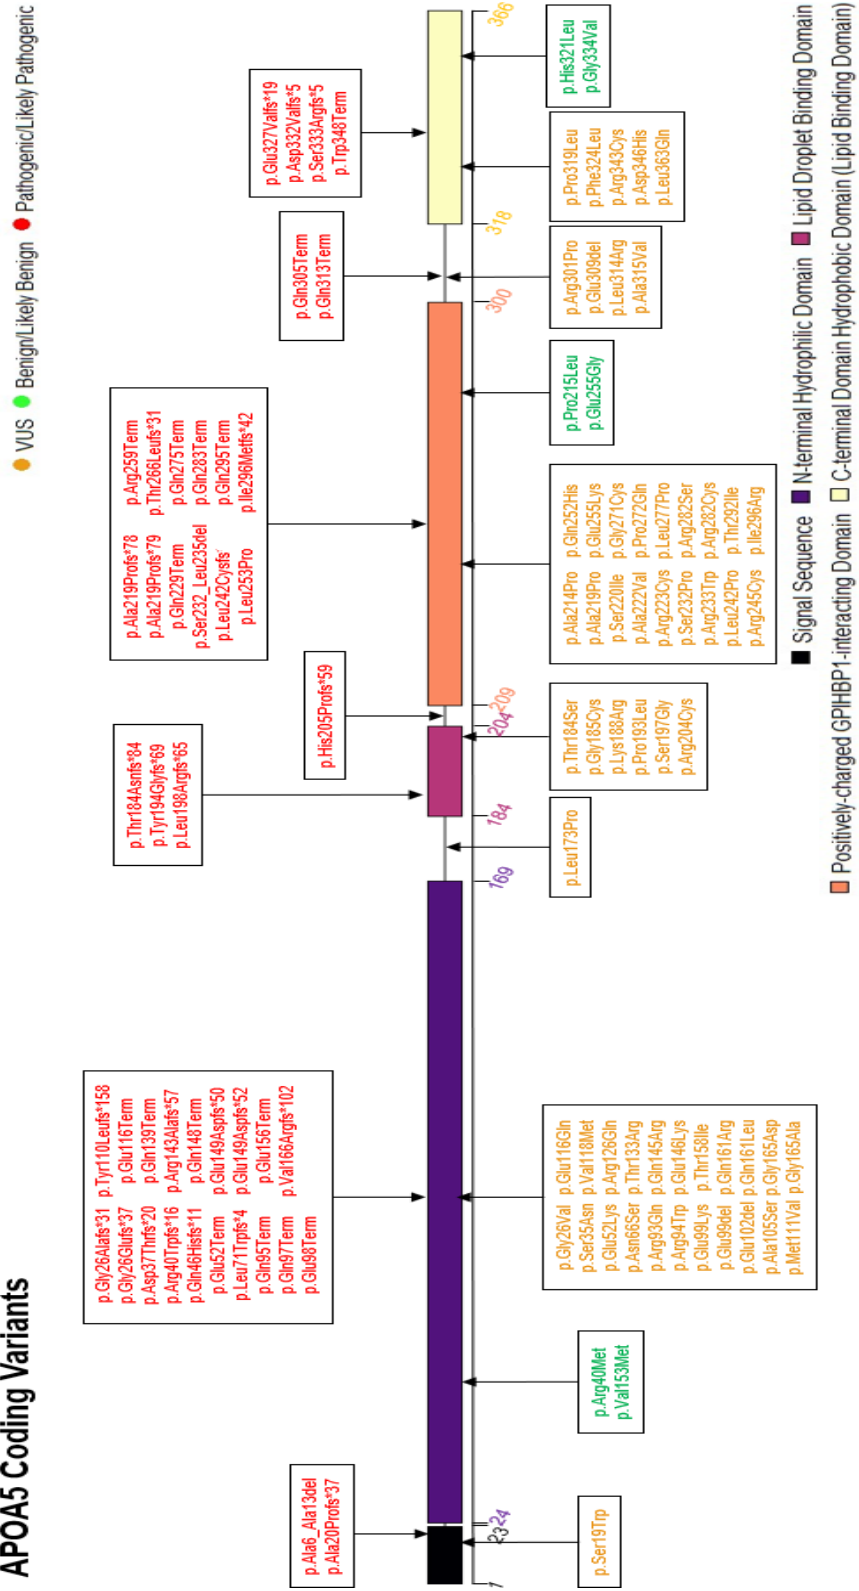 APOA5 Coding Variants
VUS
Benign/Likely Benign
Pathogenic/Likely Pathogenic
p.Ala6_Ala13del
p.Ala20Profs*37
p.Gly26Alafs*31 p.Tyr110Leufs*158
p.Gly26Glufs*37 p.Glu116Term
p.Asp37Thrfs*20 p.Gln139Term
p.Arg40Trpfs*16 p.Arg143Alafs*57
p.Gln46Hisfs*11 p.Gln148Term
p.Glu52Term p.Glu149Aspfs*50
p.Leu71Trpfs*4 p.Glu149Aspfs*52
p.Gln95Term p.Glu156Term
p.Gln97Term p.Val166Argfs*102
p.Glu98Term
p.Thr184Asnfs*84
p.Tyr194Glyfs*69
p.Leu198Argfs*65
p.His205Profs*59
p.Ala219Profs*78 p.Arg259Term
p.Ala219Profs*79 p.Thr266Leufs*31
p.Gln229Term p.Gln275Term
p.Ser232_Leu235del p.Gln283Term
p.Leu242Cysfs p.Gln295Term
p.Leu253Pro p.Ile296Metfs*42
p.Gln305Term
p.Gln313Term
p.Glu327Valfs*19
p.Asp332Valfs*5
p.Ser333Argfs*5
p.Trp348Term
1
23
24
169
184
204
209
300
318
366
p.Ser19Trp
p.Arg40Met
p.Val153Met
p.Gly26Val p.Glu116Gln
p.Ser35Asn p.Val118Met
p.Glu52Lys p.Arg126Gln
p.Asn66Ser p.Thr133Arg
p.Arg93Gln p.Gln145Arg
p.Arg94Trp p.Glu146Lys
p.Glu99Lys p.Thr158Ile
p.Glu99del p.Gln161Arg
p.Glu102del p.Gln161Leu
p.Ala105Ser p.Gly165Asp
p.Met111Val p.Gly165Ala
p.Leu173Pro
p.Thr184Ser
p.Gly185Cys
p.Lys188Arg
p.Pro193Leu
p.Ser197Gly
p.Arg204Cys
p.Ala214Pro p.Gln252His
p.Ala219Pro p.Glu255Lys
p.Ser220Ile p.Gly271Cys
p.Ala222Val p.Pro272Gln
p.Arg223Cys p.Leu277Pro
p.Ser232Pro p.Arg282Ser
p.Arg233Trp p.Arg282Cys
p.Leu242Pro p.Thr292Ile
p.Arg245Cys p.Ile296Arg
p.Pro215Leu
p.Glu255Gly
p.Arg301Pro
p.Glu309del
p.Leu314Arg
p.Ala315Val
p.Pro319Leu
p.Phe324Leu
p.Arg343Cys
p.Asp346His
p.Leu363Gln
p.His321Leu
p.Gly334Val
Signal Sequence
N-terminal Hydrophilic Domain
Lipid Droplet Binding Domain
Positively-charged GPIHBP1-interacting Domain
C-terminal Domain Hydrophobic Domain (Lipid Binding Domain)